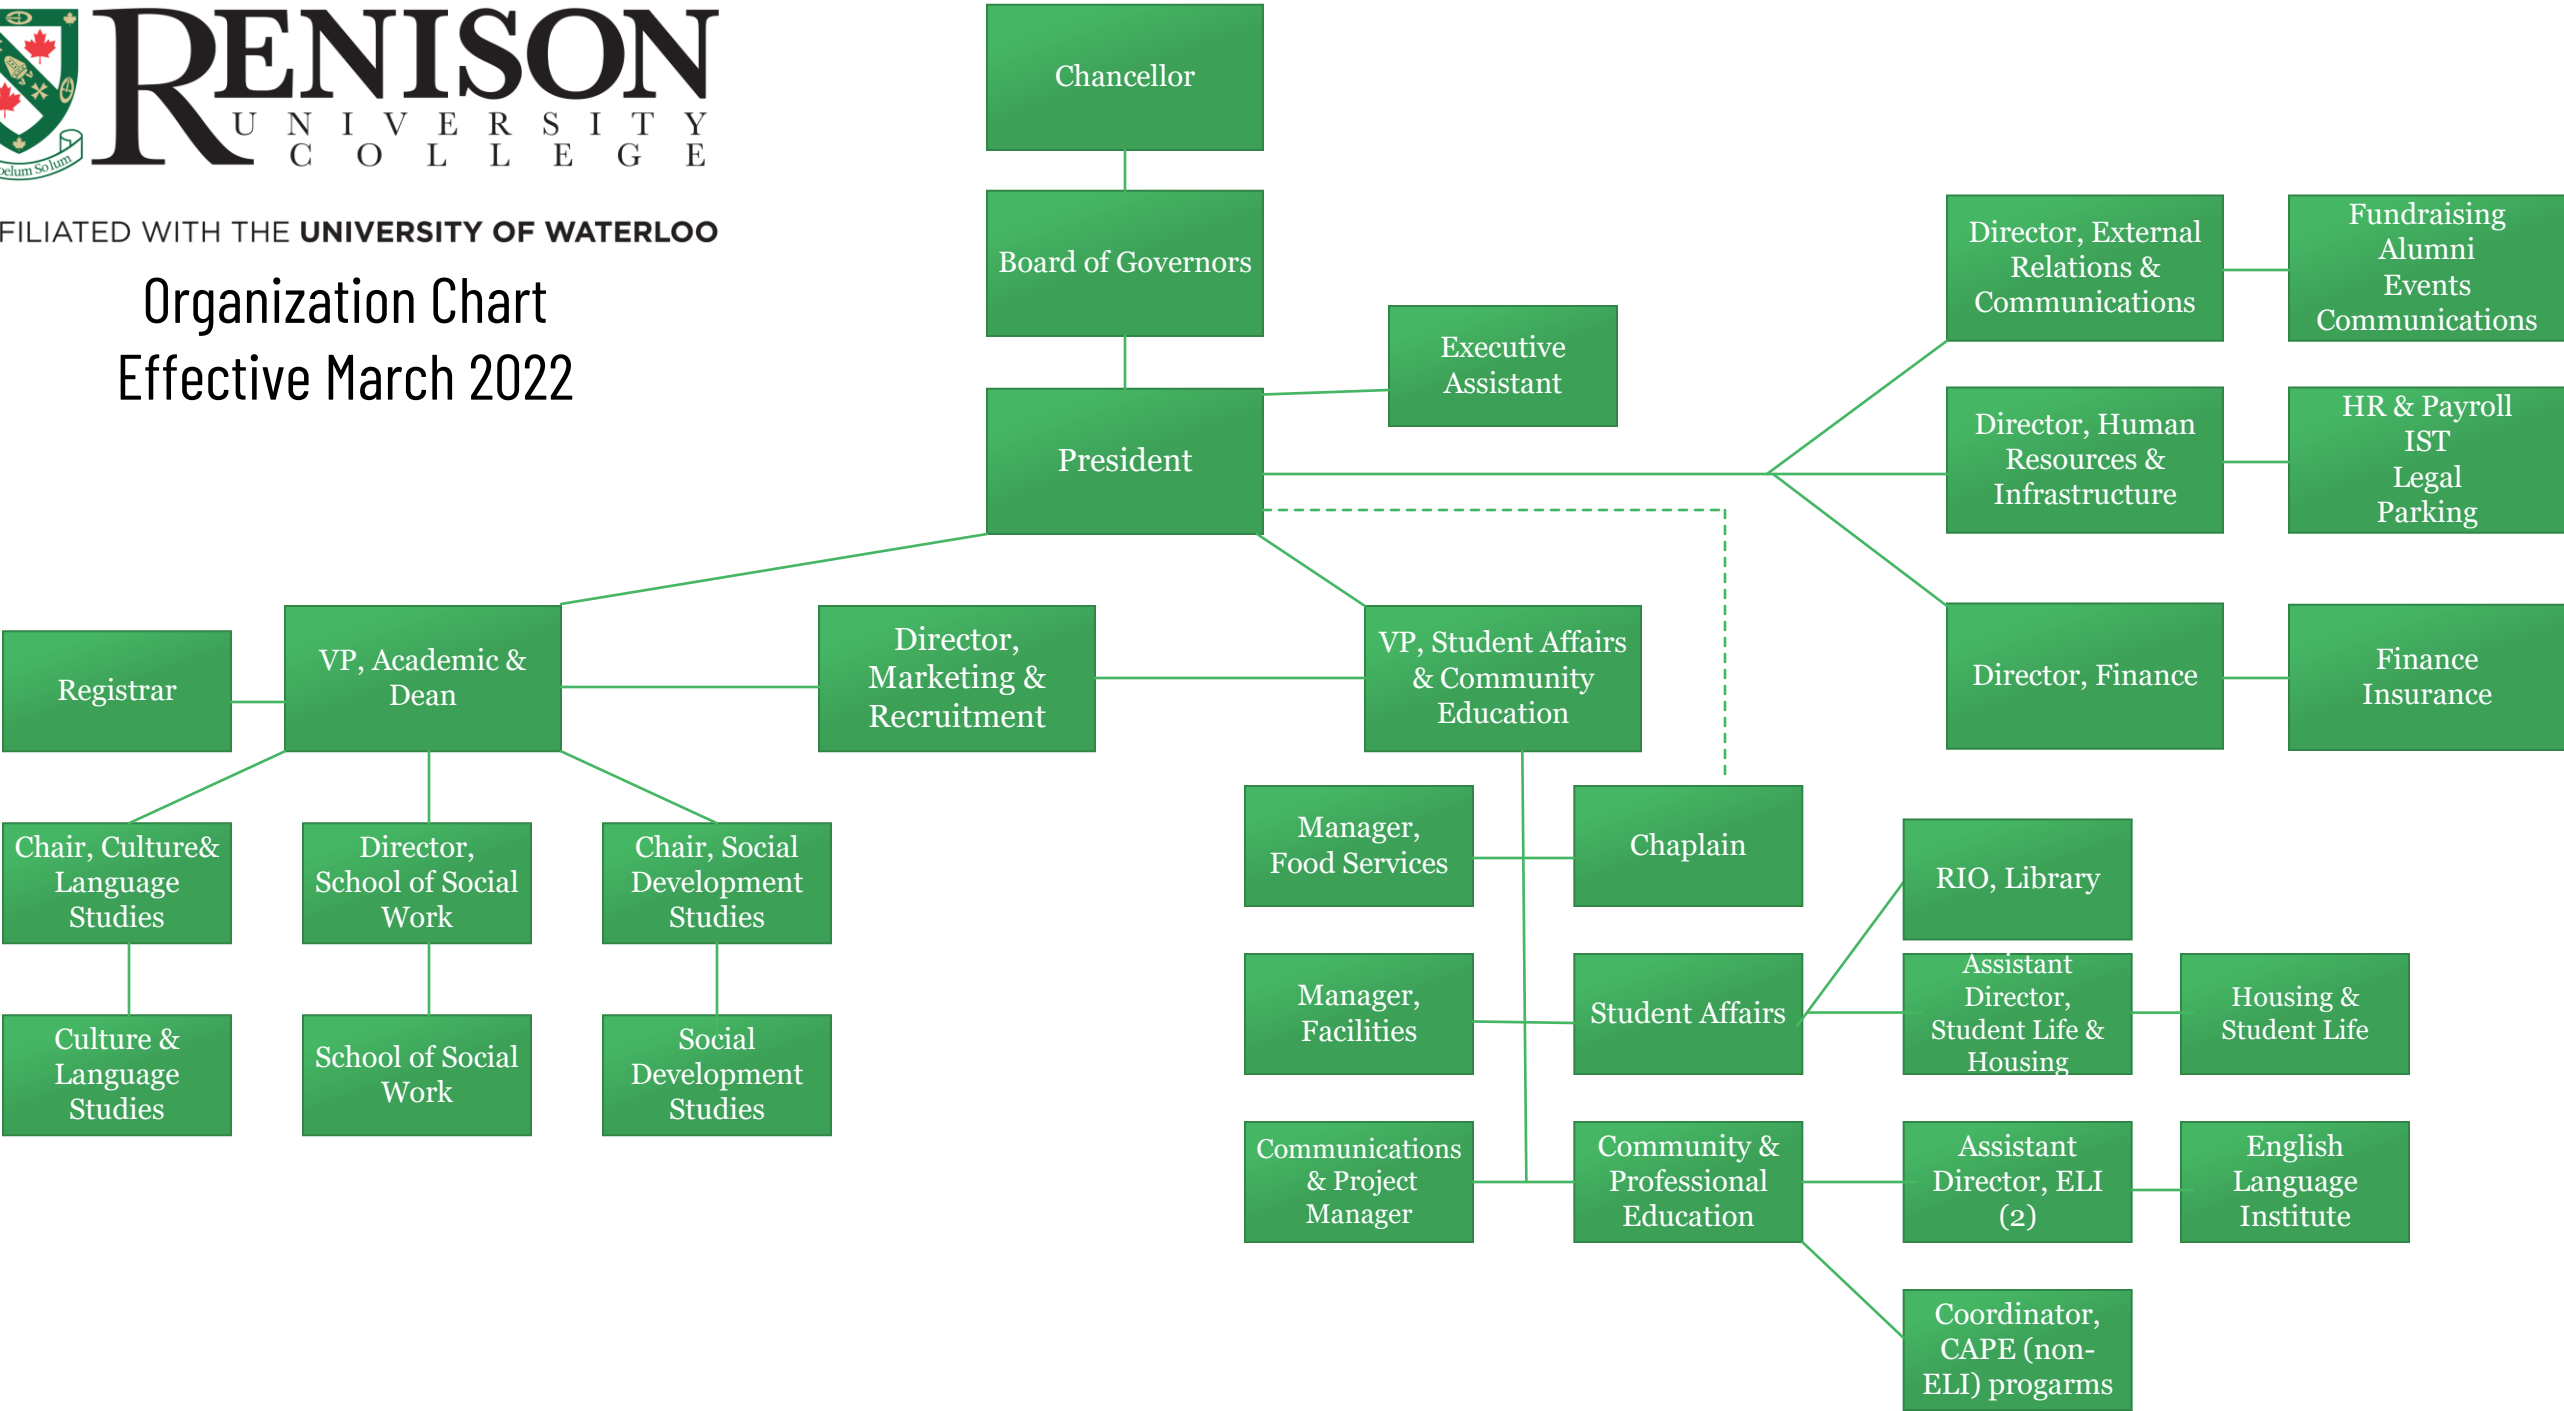 RENISON
UNIVERSITY
COLLEGE
FILIATED WITH THE UNIVERSITY OF WATERLOO
Organization Chart
Effective March 2022
Chancellor
Board of Governors
President
Executive
Assistant
Director, External
Relations &
Communications
Fundraising
Alumni
Events
Communications
Director, Human
Resources &
Infrastructure
HR & Payroll
IST
Legal
Parking
Director, Finance
Finance
Insurance
Registrar
VP, Academic &
Dean
Director,
Marketing &
Recruitment
VP, Student Affairs
& Community
Education
Chair, Culture&
Language
Studies
Director,
School of Social
Work
Chair, Social
Development
Studies
Culture &
Language
Studies
School of Social
Work
Social
Development
Studies
Manager,
Food Services
Chaplain
RIO, Library
Manager,
Facilities
Student Affairs
Assistant
Director,
Student Life &
Housing
Housing &
Student Life
Communications
& Project
Manager
Community &
Professional
Education
Assistant
Director, ELI
(2)
English
Language
Institute
Coordinator,
CAPE (non-
ELI) progarms